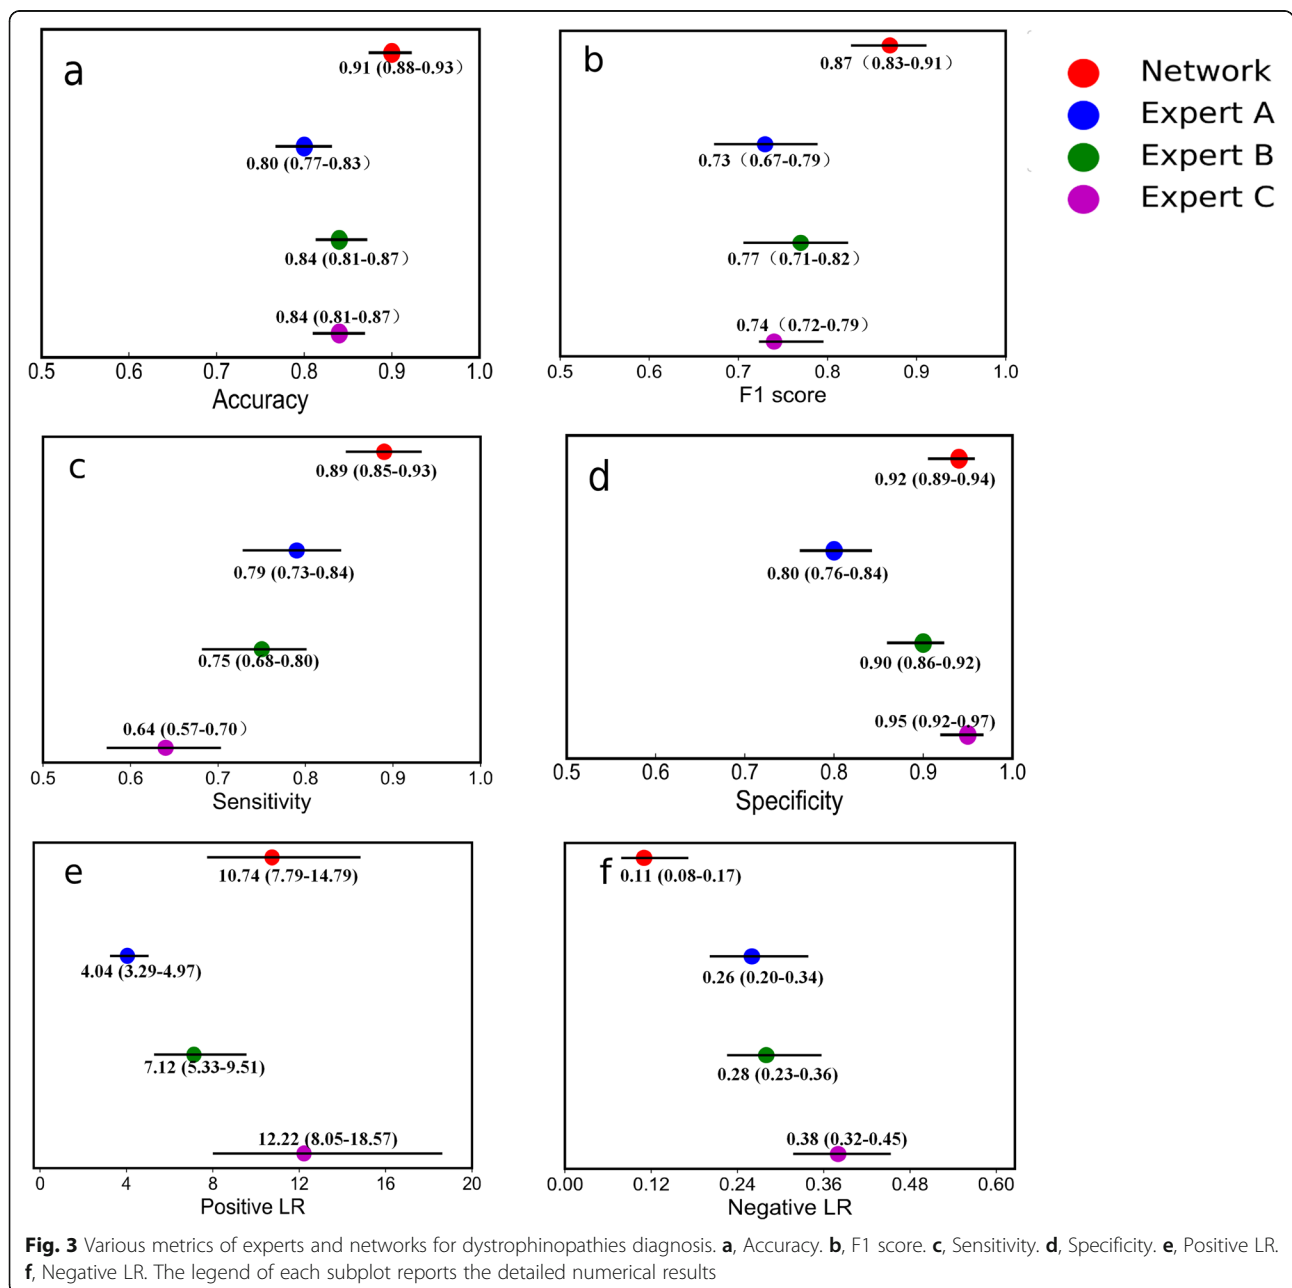 a
0.91 (0.88-0.93）
0.80 (0.77-0.83）
0.84 (0.81-0.87）
0.84 (0.81-0.87）
0.5 0.6 0.7 0.8 0.9 1.0
Accuracy
b
0.87（0.83-0.91）
0.73（0.67-0.79）
0.77（0.71-0.82）
0.74（0.72-0.79）
0.5 0.6 0.7 0.8 0.9 1.0
F1 score
Network
Expert A
Expert B
Expert C
c
0.89 (0.85-0.93)
0.79 (0.73-0.84)
0.75 (0.68-0.80)
0.64 (0.57-0.70）
0.5 0.6 0.7 0.8 0.9 1.0
Sensitivity
d
0.92 (0.89-0.94)
0.80 (0.76-0.84)
0.90 (0.86-0.92)
0.95 (0.92-0.97)
0.5 0.6 0.7 0.8 0.9 1.0
Specificity
e
10.74 (7.79-14.79)
4.04 (3.29-4.97)
7.12 (5.33-9.51)
12.22 (8.05-18.57)
0 4 8 12 16 20
Positive LR
f
0.11 (0.08-0.17)
0.26 (0.20-0.34)
0.28 (0.23-0.36)
0.38 (0.32-0.45)
0.00 0.12 0.24 0.36 0.48 0.60
Negative LR
Fig. 3 Various metrics of experts and networks for dystrophinopathies diagnosis. a, Accuracy. b, F1 score. c, Sensitivity. d, Specificity. e, Positive LR.
f, Negative LR. The legend of each subplot reports the detailed numerical results